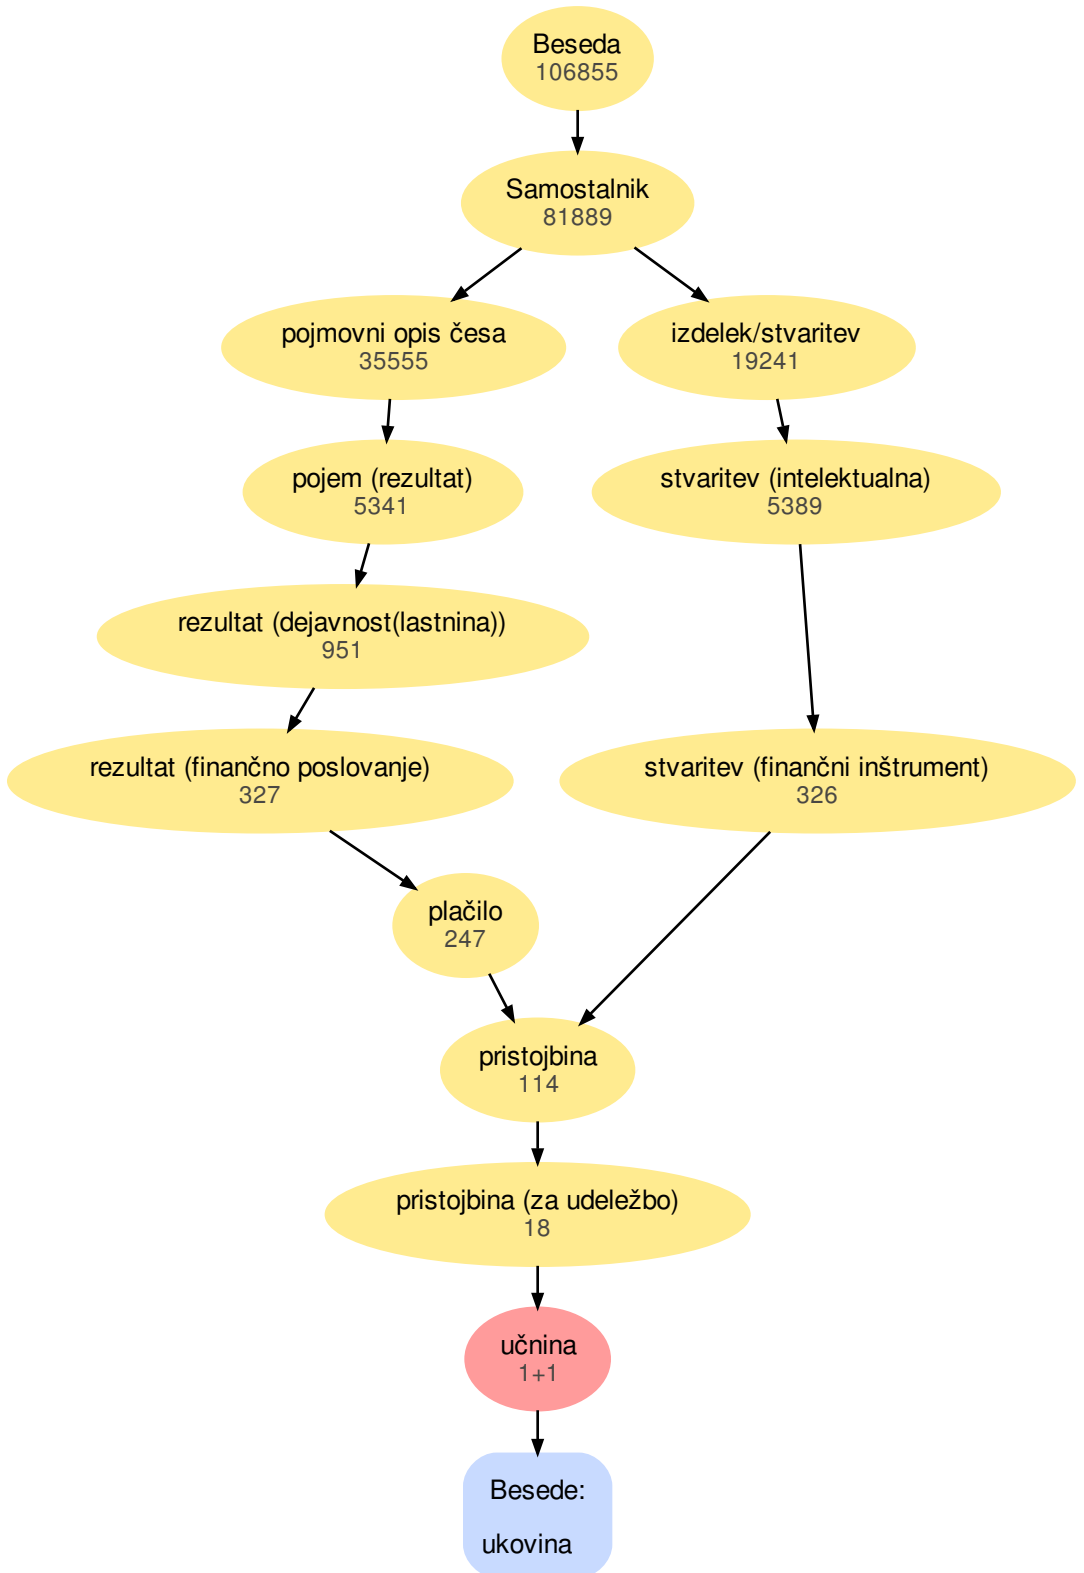 Beseda
106855
Samostalnik
81889
pojmovni opis česa
35555
izdelek/stvaritev
19241
pojem (rezultat)
5341
stvaritev (intelektualna)
5389
rezultat (dejavnost(lastnina))
951
rezultat (finančno poslovanje)
327
stvaritev (finančni inštrument)
326
plačilo
247
pristojbina
114
pristojbina (za udeležbo)
18
učnina
1+1
Besede:
ukovina